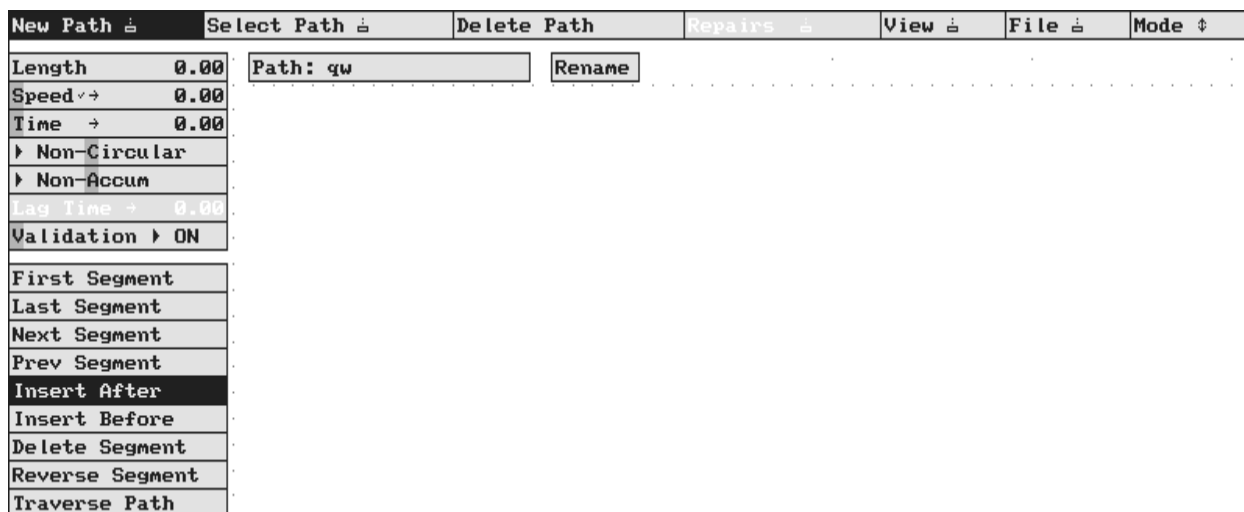 New Path Select Path Delete Path Repairs View File Mode
Length 0.00 Path: qw Rename
Speed 0.00
Time → 0.00
Non-Circular
Non-Accum
Lag Time → 0.00
Validation ON
First Segment
Last Segment
Next Segment
Prev Segment
Insert After
Insert Before
Delete Segment
Reverse Segment
Traverse Path